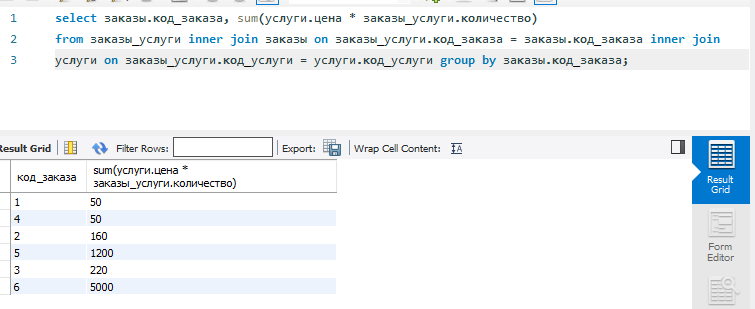 1 select заказы.код_заказа, sum(услуги.цена * заказы_услуги.количество)
2 from заказы_услуги inner join заказы on заказы_услуги.код_заказа = заказы.код_заказа inner join
3 услуги on заказы_услуги.код_услуги = услуги.код_услуги group by заказы.код_заказа;
Result Grid Filter Rows: Export: Wrap Cell Content: IA
код_заказа sum(услуги.цена *
заказы_услуги.количество)
1 50
4 50
2 160
5 1200
3 220
6 5000
Result
Grid
Form
Editor